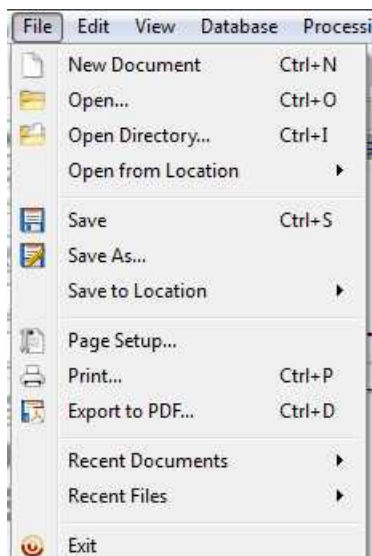 File Edit View Database Processi
New Document Ctrl+N
Open... Ctrl+O
Open Directory... Ctrl+I
Open from Location
Save Ctrl+S
Save As...
Save to Location
Page Setup...
Print... Ctrl+P
Export to PDF... Ctrl+D
Recent Documents
Recent Files
Exit